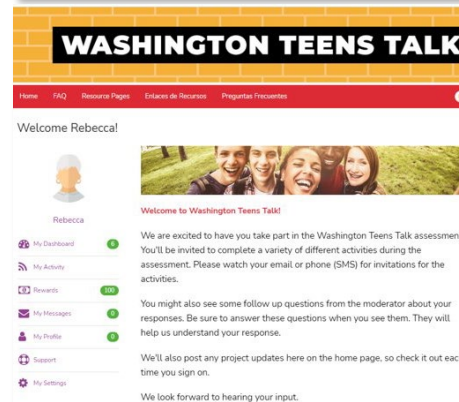 WASHINGTON TEENS TALK
Home FAQ Resource Pages Enlaces de Recursos Preguntas Frecuentes
Welcome Rebecca!
Rebecca
My Dashboard 6
My Activity
Rewards 100
My Messages 0
My Profile 0
Support
My Settings
Welcome to Washington Teens Talk!
We are excited to have you take part in the Washington Teens Talk assessmen
You'll be invited to complete a variety of different activities during the
assessment. Please watch your email or phone (SMS) for invitations for the
activities.
You might also see some follow up questions from the moderator about your
responses. Be sure to answer these questions when you see them. They will
help us understand your response.
We'll also post any project updates here on the home page, so check it out eac
time you sign on.
We look forward to hearing your input.